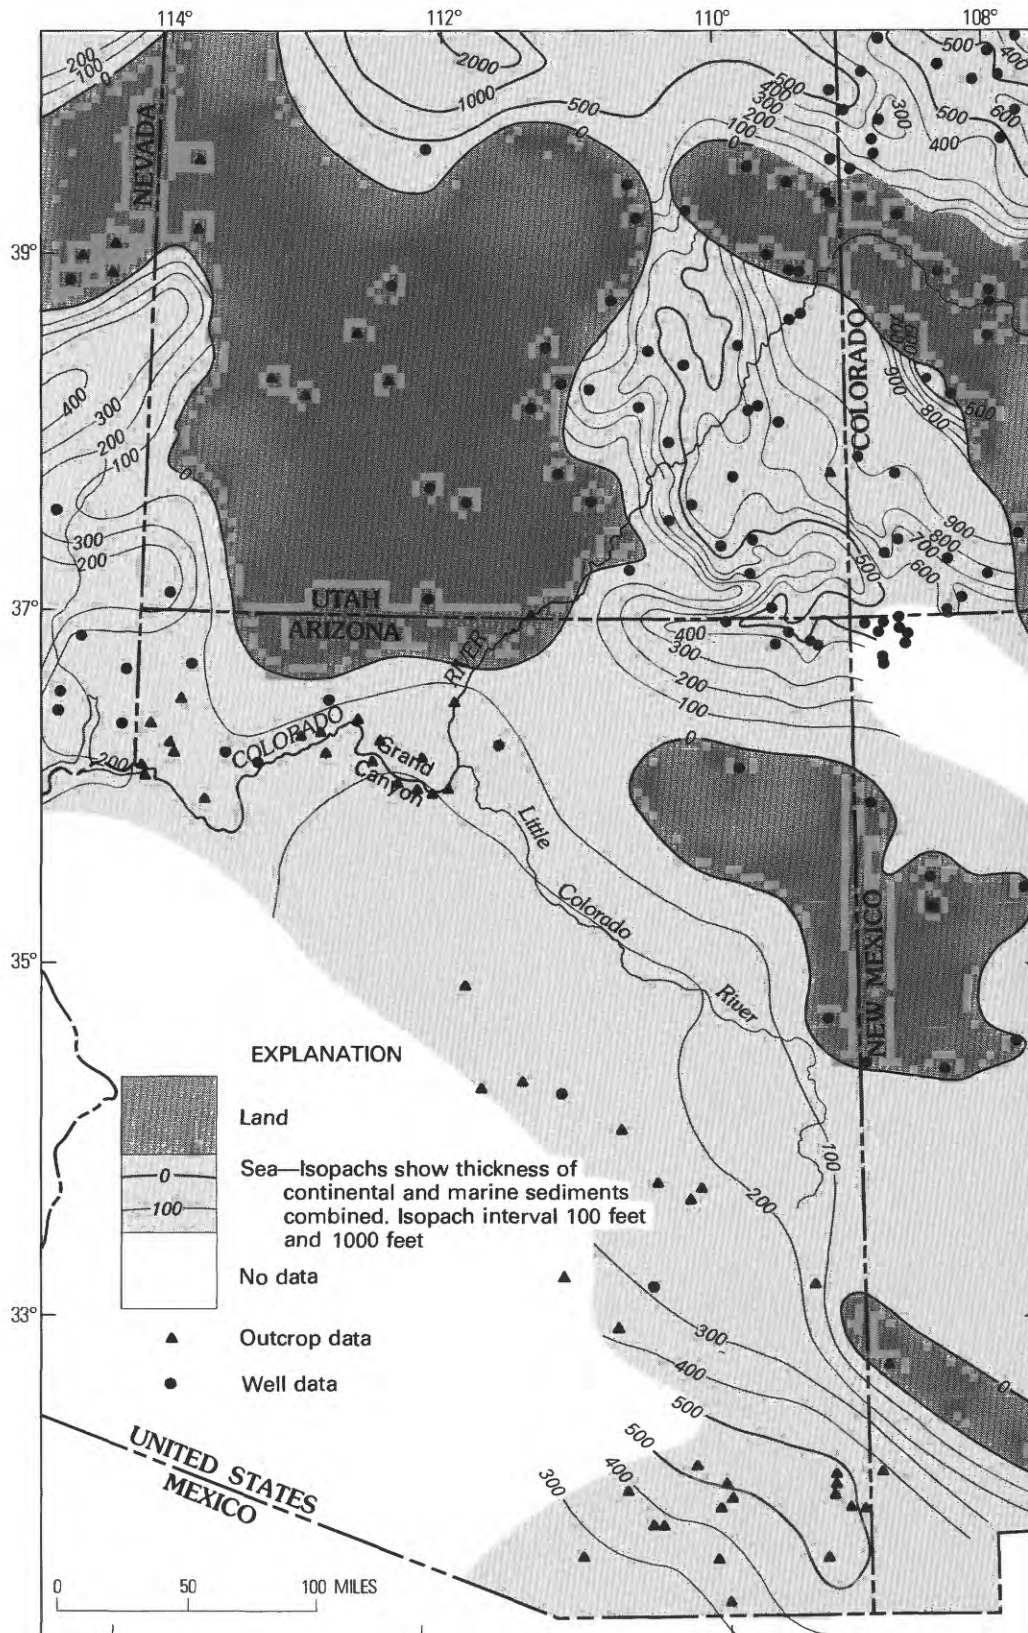 114° 112° 110° 108°
200
100
0
2000
1000
500
0
500
400
300
200
100
0
300
500
400
500
600
400
NEVADA
39°
COLORADO
900
800
500
400
300
200
100
0
300
200
900
800
700
600
500
37°
UTAH
ARIZONA
RIVER
400
300
200
100
0
COLORADO
Grand
Canyon
200
Little
Colorado
River
35°
NEW MEXICO
EXPLANATION
Land
0
100
Sea—Isopachs show thickness of
continental and marine sediments
combined. Isopach interval 100 feet
and 1000 feet
No data
33°
Outcrop data
Well data
100
200
300
400
500
0
500
400
300
UNITED STATES
MEXICO
0 50 100 MILES